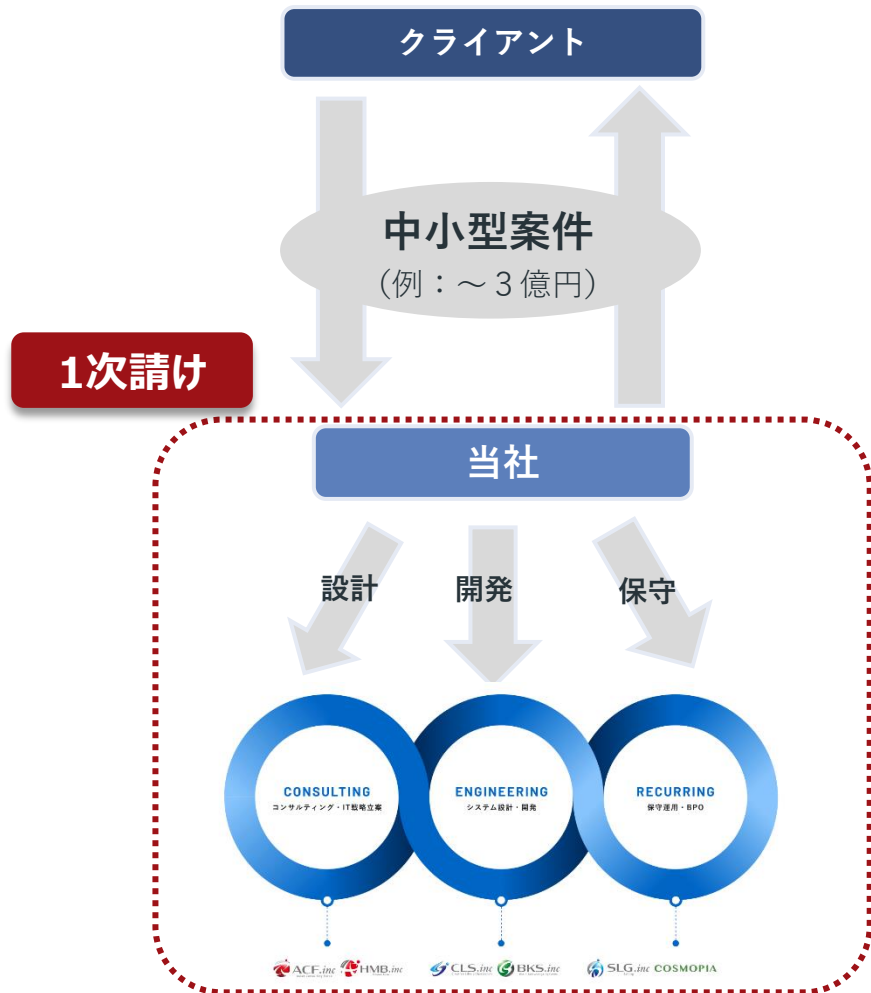 クライアント
中小型案件
(例:~3億円)
1次請け
当社
設計
開発
保守
CONSULTING
コンサルティング・IT戦略立案
ENGINEERING
システム設計・開発
RECURRING
保守運用・BPO
ACF.inc
HMB.inc
CLS.inc
BKS.inc
SLG.inc
COSMOPIA